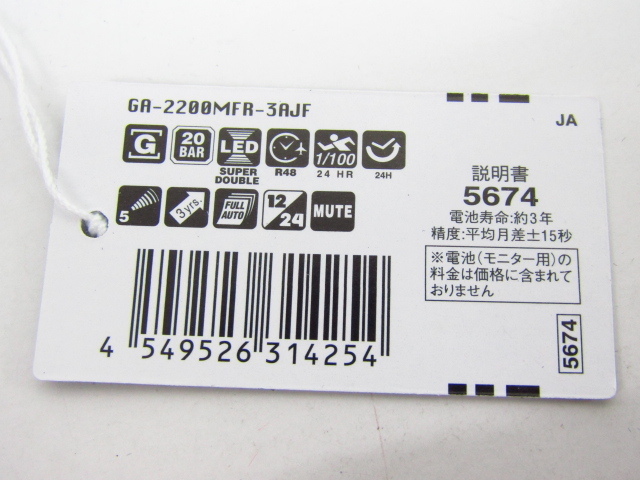 GA-2200MFR-3AJF
JA
G
20
BAR
LED
SUPER
DOUBLE
R48
1/100
24 HR
24H
5
3yrs.
FULL
AUTO
12/24
MUTE
説明書
5674
電池寿命:約3年
精度:平均月差±15秒
※電池(モニター用)の
料金は価格に含まれて
おりません
5674
4 549526 314254